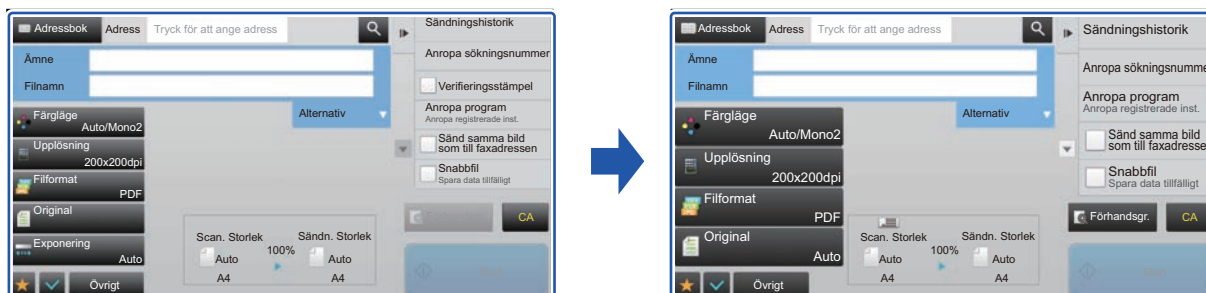 Adressbok Adress Tryck för att ange adress
Ämne
Filnamn
Alternativ
Färgläge
Auto/Mono2
Upplösning
200x200dpi
Filformat
PDF
Original
Exponering
Auto
Övrigt
Scan. Storlek 100% Sändn. Storlek
Auto Auto
A4 A4
Sändningshistorik
Anropa sökningsnummer
Verifieringsstämpel
Anropa program
Anropa registrerade inst.
Sänd samma bild
som till faxadressen
Snabbfil
Spara data tillfälligt
CA
Adressbok Adress Tryck för att ange adress
Ämne
Filnamn
Alternativ
Färgläge
Auto/Mono2
Upplösning
200x200dpi
Filformat
PDF
Original
Auto
Övrigt
Scan. Storlek 100% Sändn. Storlek
Auto Auto
A4 A4
Sändningshistorik
Anropa sökningsnumme
Anropa program
Anropa registrerade inst.
Sänd samma bild
som till faxadresse
Snabbfil
Spara data tillfälligt
Förhandsgr. CA